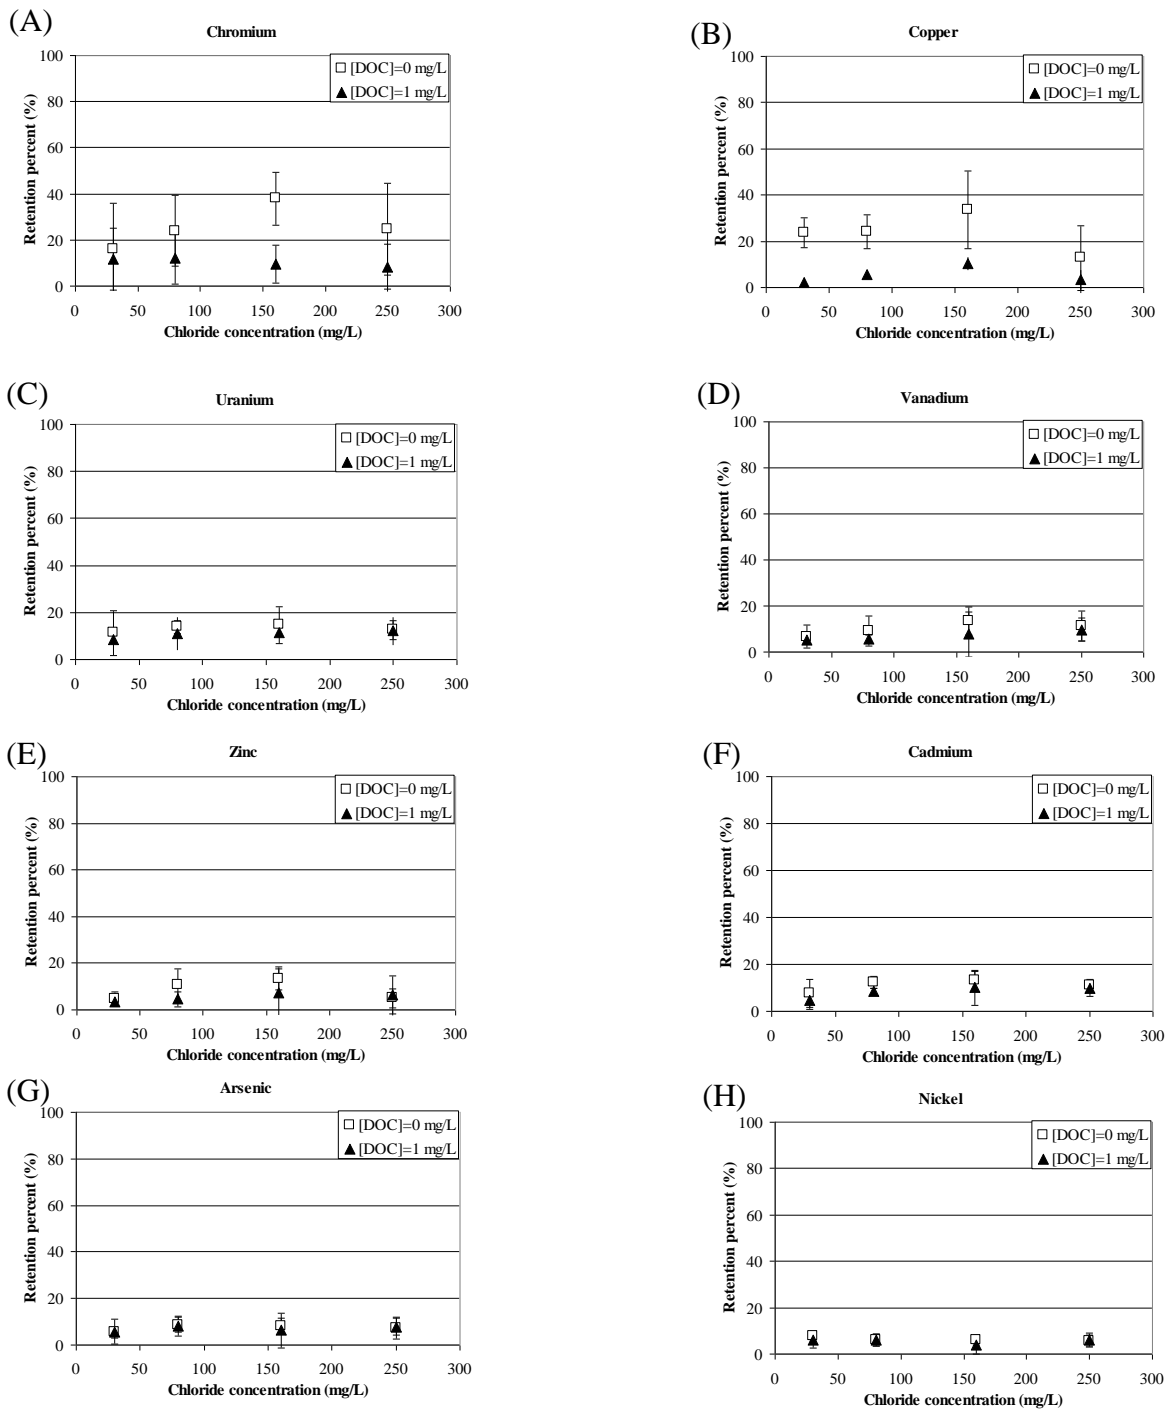 (A)
Chromium
[DOC]=0 mg/L
[DOC]=1 mg/L
Retention percent (%)
100
80
60
40
20
0
0 50 100 150 200 250 300
Chloride concentration (mg/L)
(B)
Copper
[DOC]=0 mg/L
[DOC]=1 mg/L
Retention percent (%)
100
80
60
40
20
0
0 50 100 150 200 250 300
Chloride concentration (mg/L)
(C)
Uranium
[DOC]=0 mg/L
[DOC]=1 mg/L
Retention percent (%)
100
80
60
40
20
0
0 50 100 150 200 250 300
Chloride concentration (mg/L)
(D)
Vanadium
[DOC]=0 mg/L
[DOC]=1 mg/L
Retention percent (%)
100
80
60
40
20
0
0 50 100 150 200 250 300
Chloride concentration (mg/L)
(E)
Zinc
[DOC]=0 mg/L
[DOC]=1 mg/L
Retention percent (%)
100
80
60
40
20
0
0 50 100 150 200 250 300
Chloride concentration (mg/L)
(F)
Cadmium
[DOC]=0 mg/L
[DOC]=1 mg/L
Retention percent (%)
100
80
60
40
20
0
0 50 100 150 200 250 300
Chloride concentration (mg/L)
(G)
Arsenic
[DOC]=0 mg/L
[DOC]=1 mg/L
Retention percent (%)
100
80
60
40
20
0
0 50 100 150 200 250 300
Chloride concentration (mg/L)
(H)
Nickel
[DOC]=0 mg/L
[DOC]=1 mg/L
Retention percent (%)
100
80
60
40
20
0
0 50 100 150 200 250 300
Chloride concentration (mg/L)